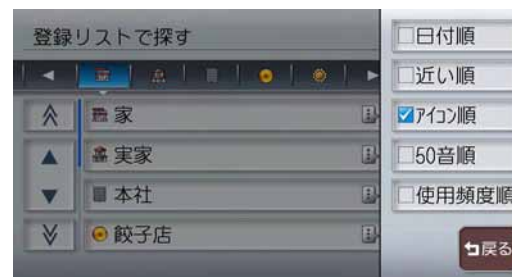 登録リストで探す
家
実家
本社
餃子店
日付順
近い順
アイコン順
50音順
使用頻度順
戻る